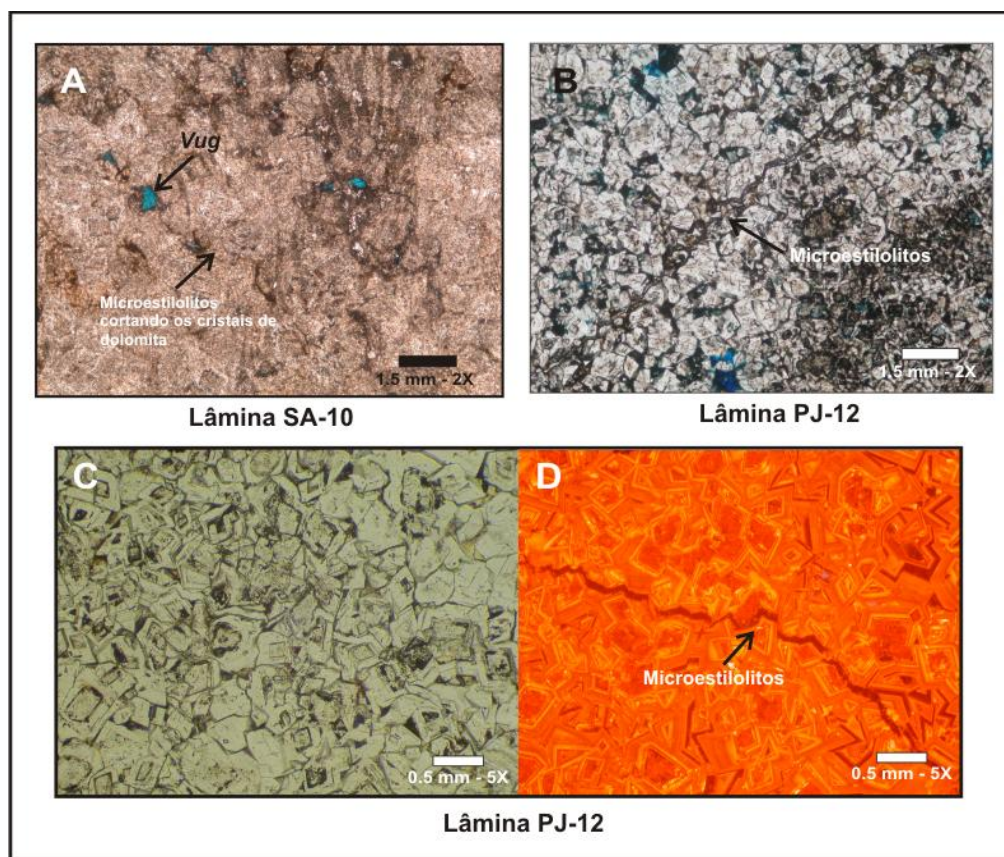 A
Vug
Microestilolitos
cortando os cristais de
dolomita
1.5 mm - 2X
Lâmina SA-10
B
Microestilolitos
1.5 mm - 2X
Lâmina PJ-12
C
0.5 mm - 5X
D
Microestilolitos
0.5 mm - 5X
Lâmina PJ-12